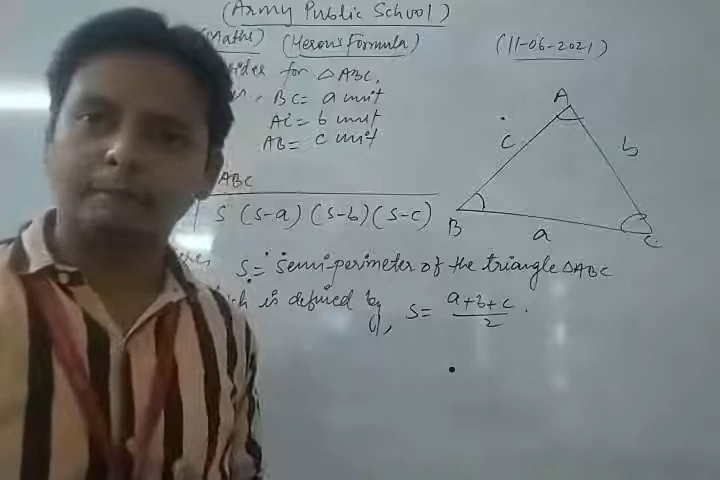 (Army Public School)
(Maths) (Heron's Formula) (11-06-2021)
for △ABC,
BC = a unit
AC = b unit
AB = c unit
ABC
s (s-a) (s-b) (s-c)
A
c
b
B
a
C
s = semi-perimeter of the triangle △ABC
is defined by, s = a+b+c/2.